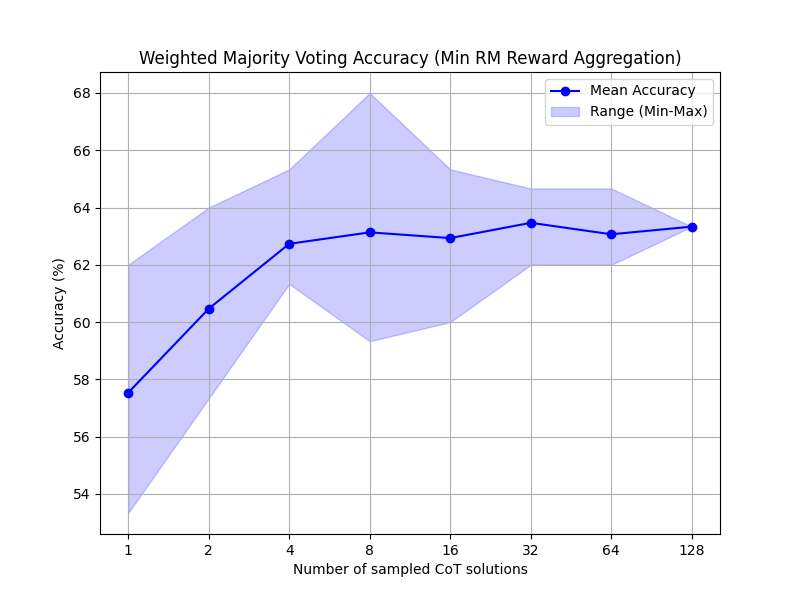 Weighted Majority Voting Accuracy (Min RM Reward Aggregation)
Mean Accuracy
Range (Min-Max)
Accuracy (%)
68
66
64
62
60
58
56
54
1 2 4 8 16 32 64 128
Number of sampled CoT solutions